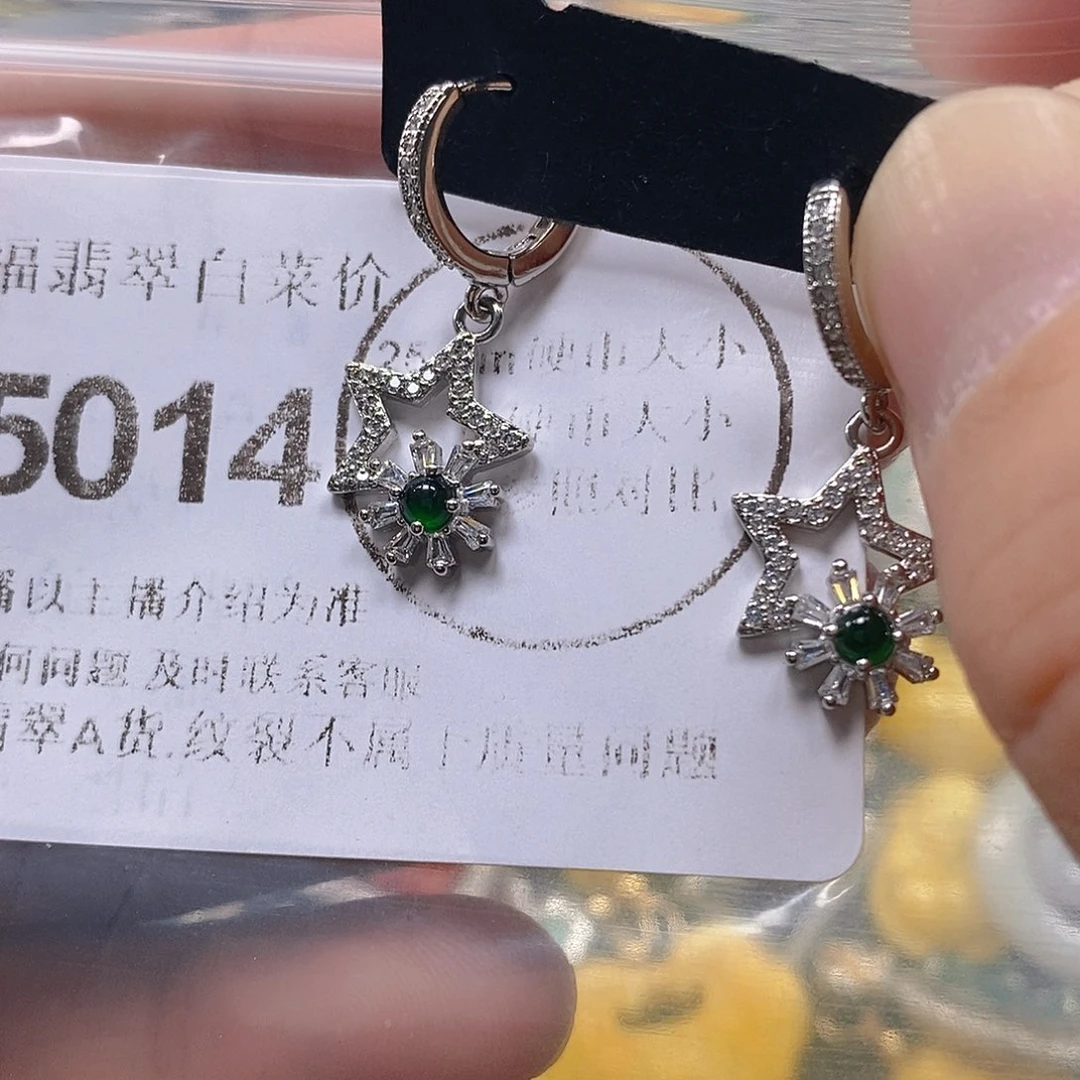 福翡翠白菜价
25mm硬币大小
硬币大小
参照对比
5014
播以主播介绍为准
何问题及时联系客服
翡翠A货,纹裂不属于质量问题